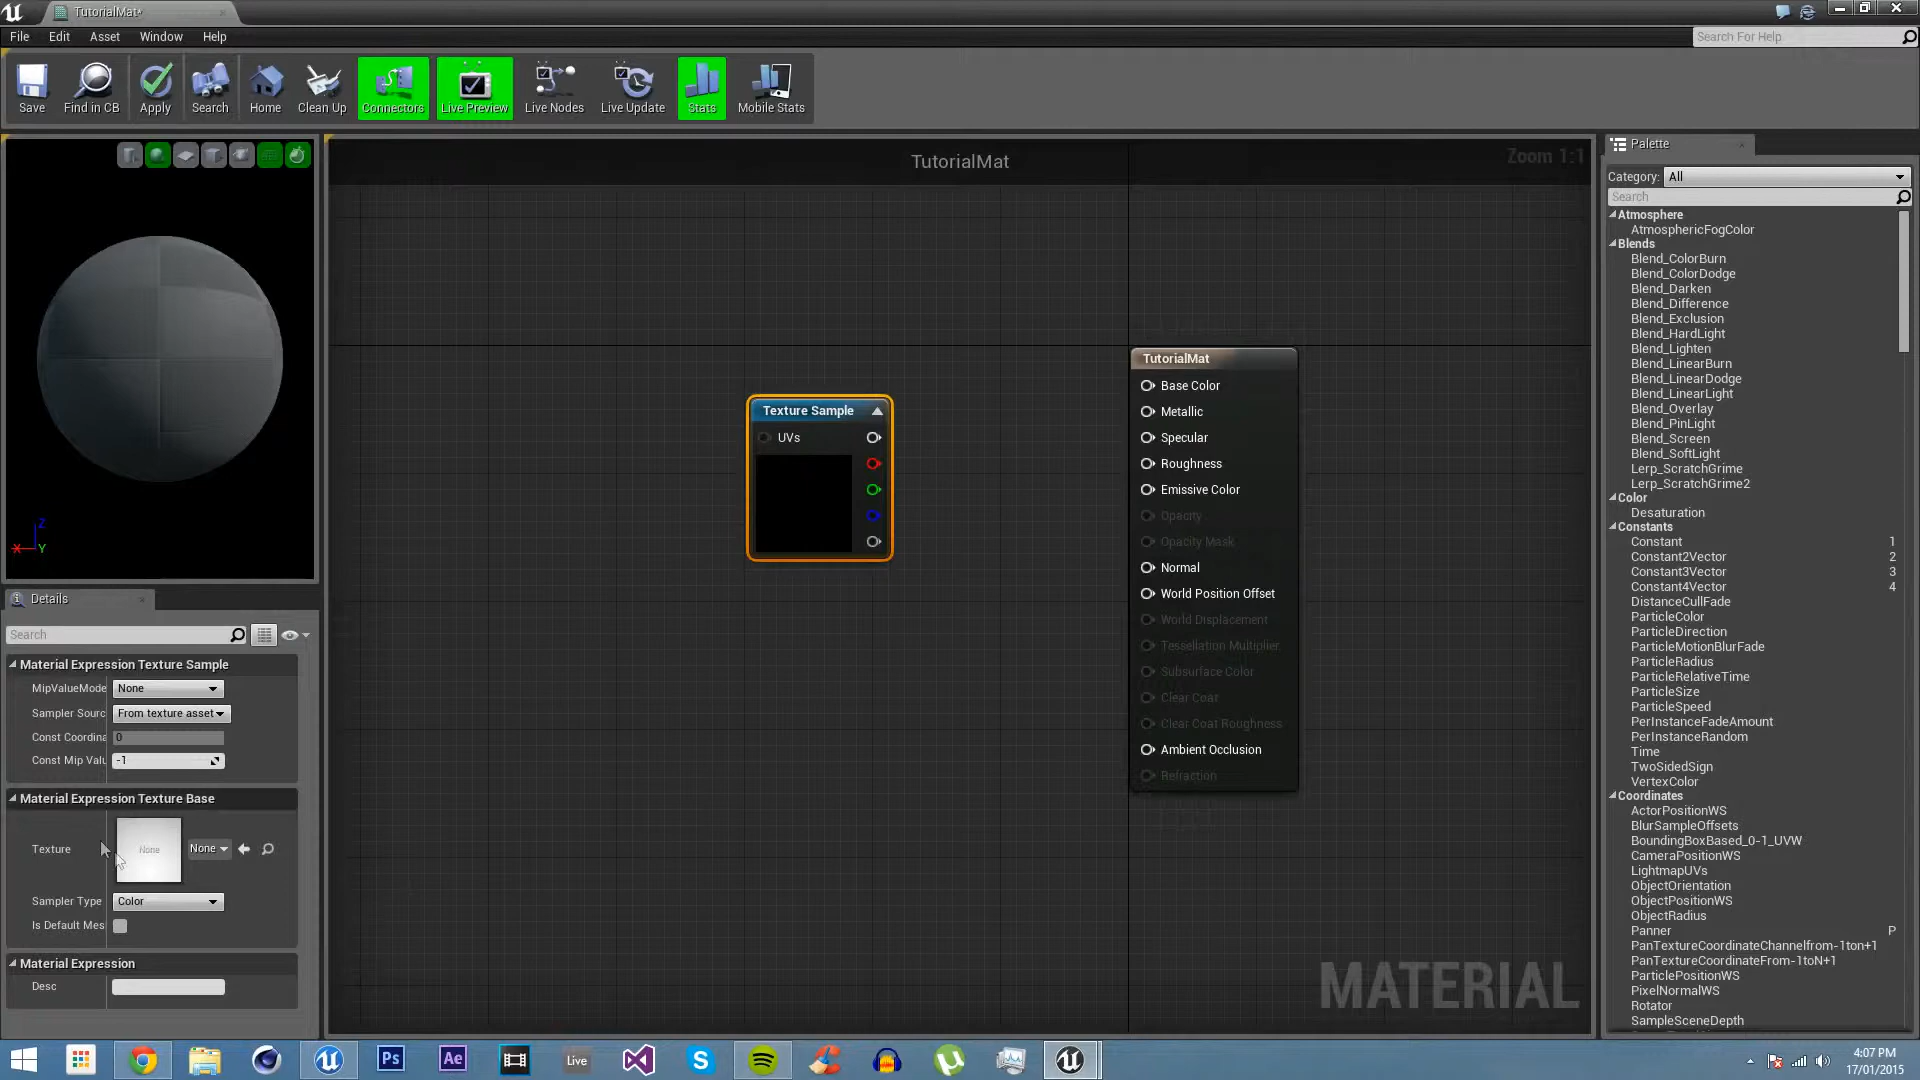 TutorialMat*
File Edit Asset Window Help
Search For Help
Save Find in CB Apply Search Home Clean Up Connectors Live Preview Live Nodes Live Update Stats Mobile Stats
TutorialMat
Zoom 1:1
Z
X Y
Details
Search
Material Expression Texture Sample
MipValueMode None
Sampler Sourc From texture asset
Const Coordina 0
Const Mip Valu -1
Material Expression Texture Base
Texture None None
Sampler Type Color
Is Default Mes
Material Expression
Desc
Texture Sample
UVs
TutorialMat
Base Color
Metallic
Specular
Roughness
Emissive Color
Opacity
Opacity Mask
Normal
World Position Offset
World Displacement
Tessellation Multiplier
Subsurface Color
Clear Coat
Clear Coat Roughness
Ambient Occlusion
Refraction
MATERIAL
Palette
Category: All
Search
Atmosphere
AtmosphericFogColor
Blends
Blend_ColorBurn
Blend_ColorDodge
Blend_Darken
Blend_Difference
Blend_Exclusion
Blend_HardLight
Blend_Lighten
Blend_LinearBurn
Blend_LinearDodge
Blend_LinearLight
Blend_Overlay
Blend_PinLight
Blend_Screen
Blend_SoftLight
Lerp_ScratchGrime
Lerp_ScratchGrime2
Color
Desaturation
Constants
Constant 1
Constant2Vector 2
Constant3Vector 3
Constant4Vector 4
DistanceCullFade
ParticleColor
ParticleDirection
ParticleMotionBlurFade
ParticleRadius
ParticleRelativeTime
ParticleSize
ParticleSpeed
PerInstanceFadeAmount
PerInstanceRandom
Time
TwoSidedSign
VertexColor
Coordinates
ActorPositionWS
BlurSampleOffsets
BoundingBoxBased_0-1_UVW
CameraPositionWS
LightmapUVs
ObjectOrientation
ObjectPositionWS
ObjectRadius
Panner P
PanTextureCoordinateChannelfrom-1ton+1
PanTextureCoordinateFrom-1toN+1
ParticlePositionWS
PixelNormalWS
Rotator
SampleSceneDepth
Ps Ae Live
4:07 PM
17/01/2015